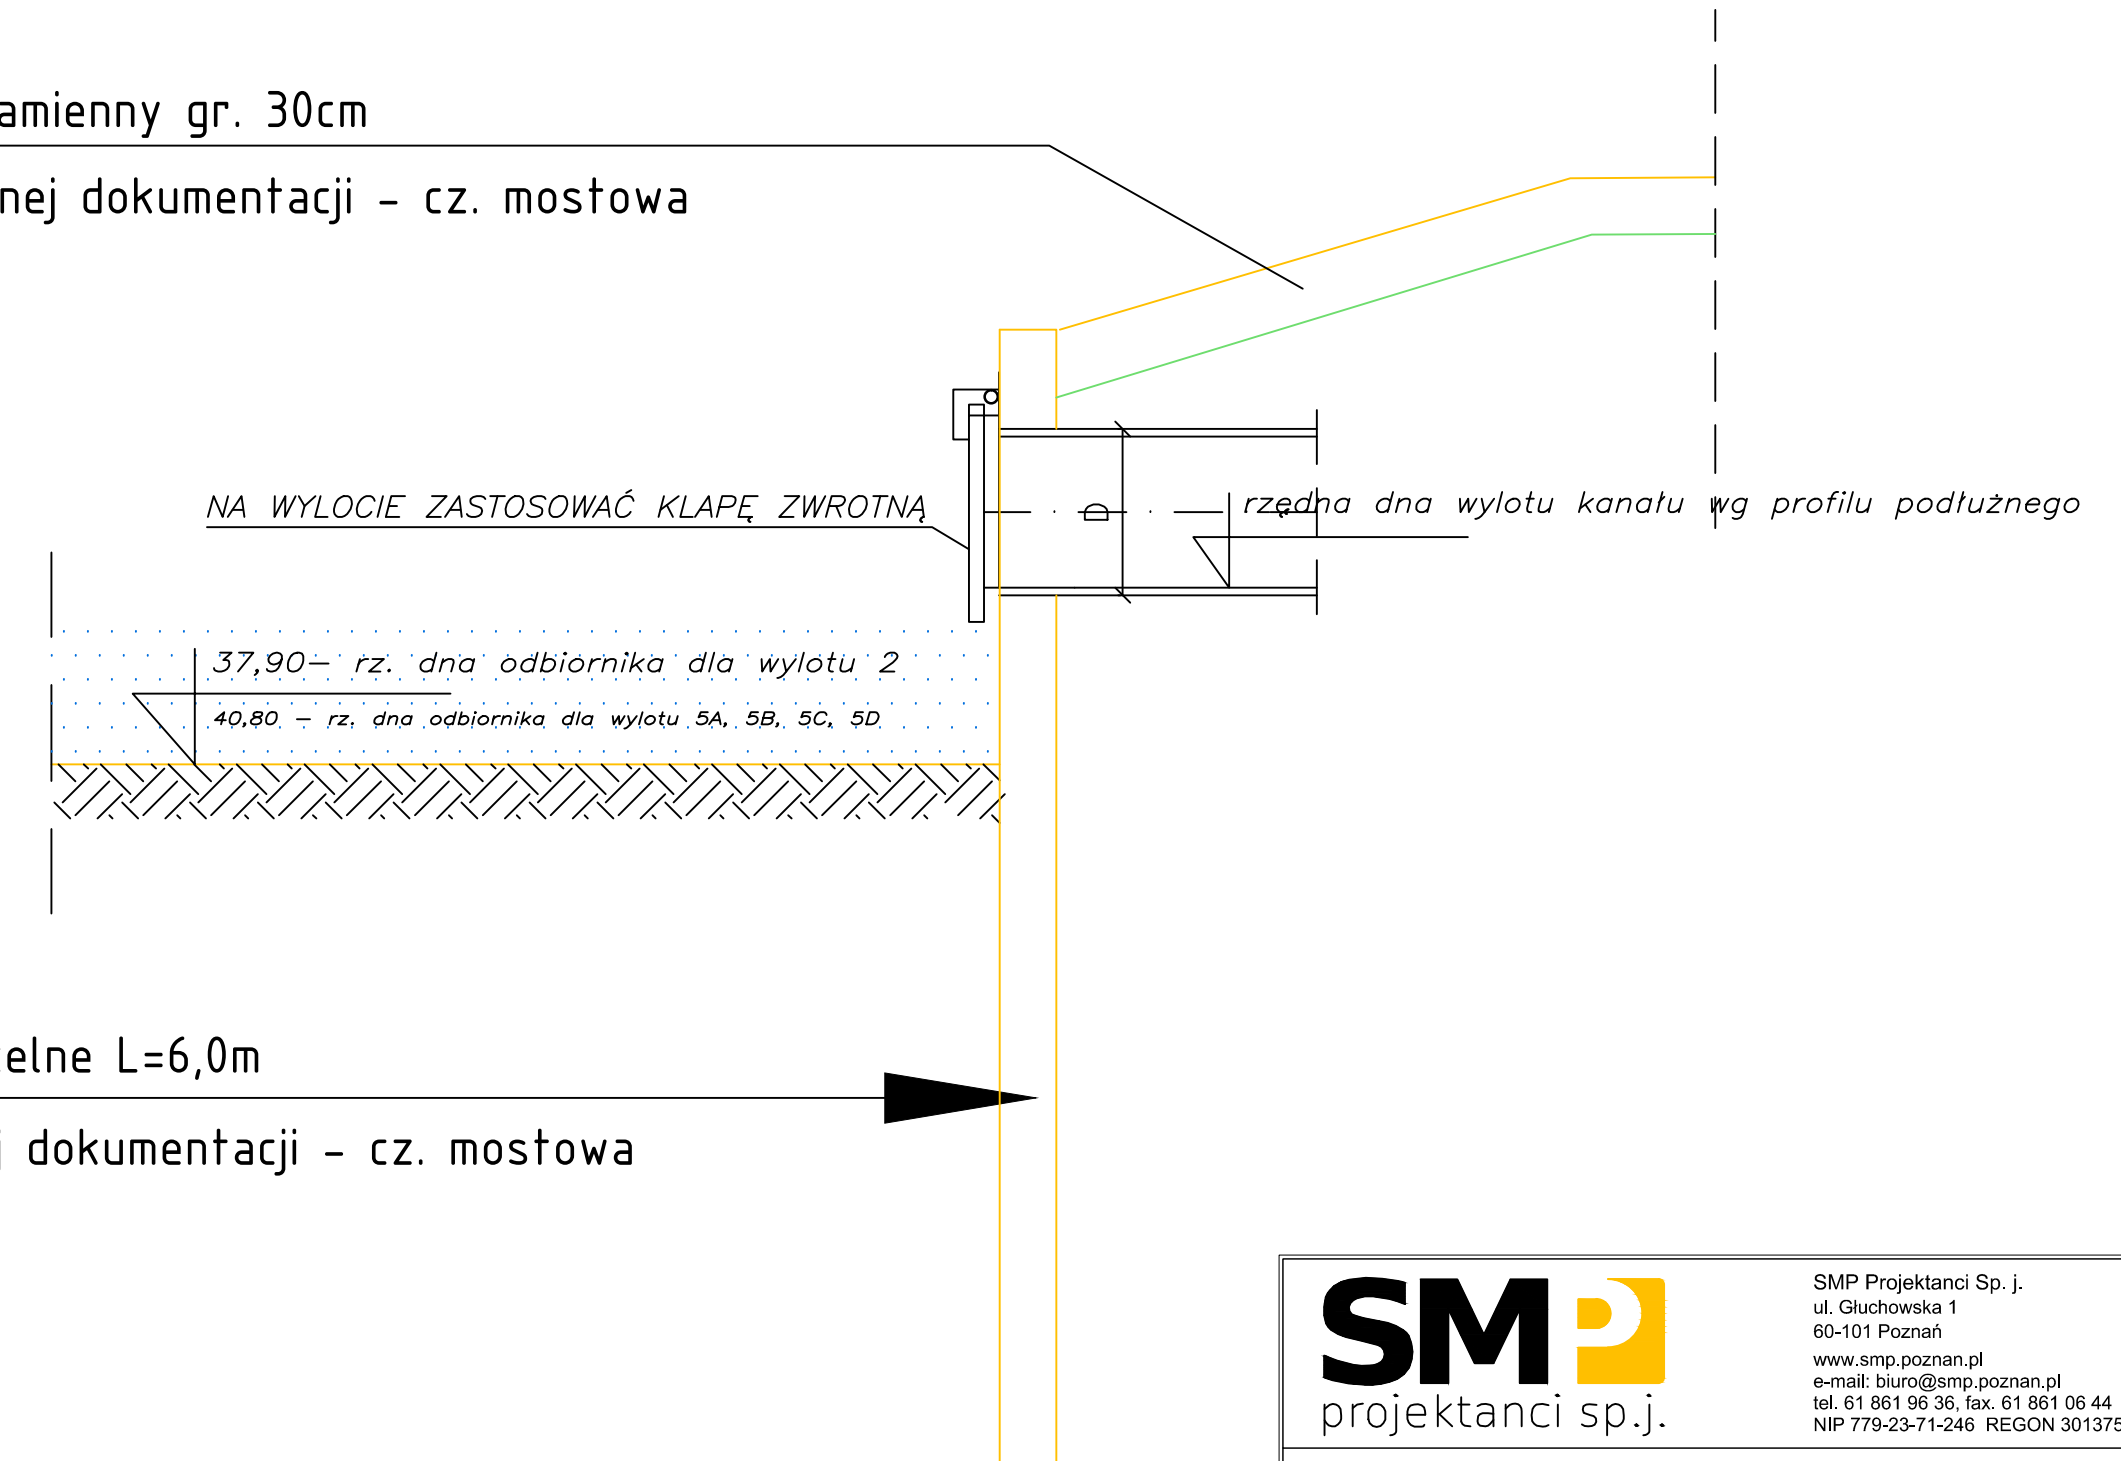 amienny gr. 30cm
nej dokumentacji - cz. mostowa
NA WYLOCIE ZASTOSOWAĆ KLAPĘ ZWROTNĄ
D
rzędna dna wylotu kanału wg profilu podłużnego
37,90- rz. dna odbiornika dla wylotu 2
40,80 - rz. dna odbiornika dla wylotu 5A, 5B, 5C, 5D
elne L=6,0m
dokumentacji - cz. mostowa
SMP
projektanci sp.j.
SMP Projektanci Sp. j.
ul. Głuchowska 1
60-101 Poznań
www.smp.poznan.pl
e-mail: biuro@smp.poznan.pl
tel. 61 861 96 36, fax. 61 861 06 44
NIP 779-23-71-246 REGON 301375